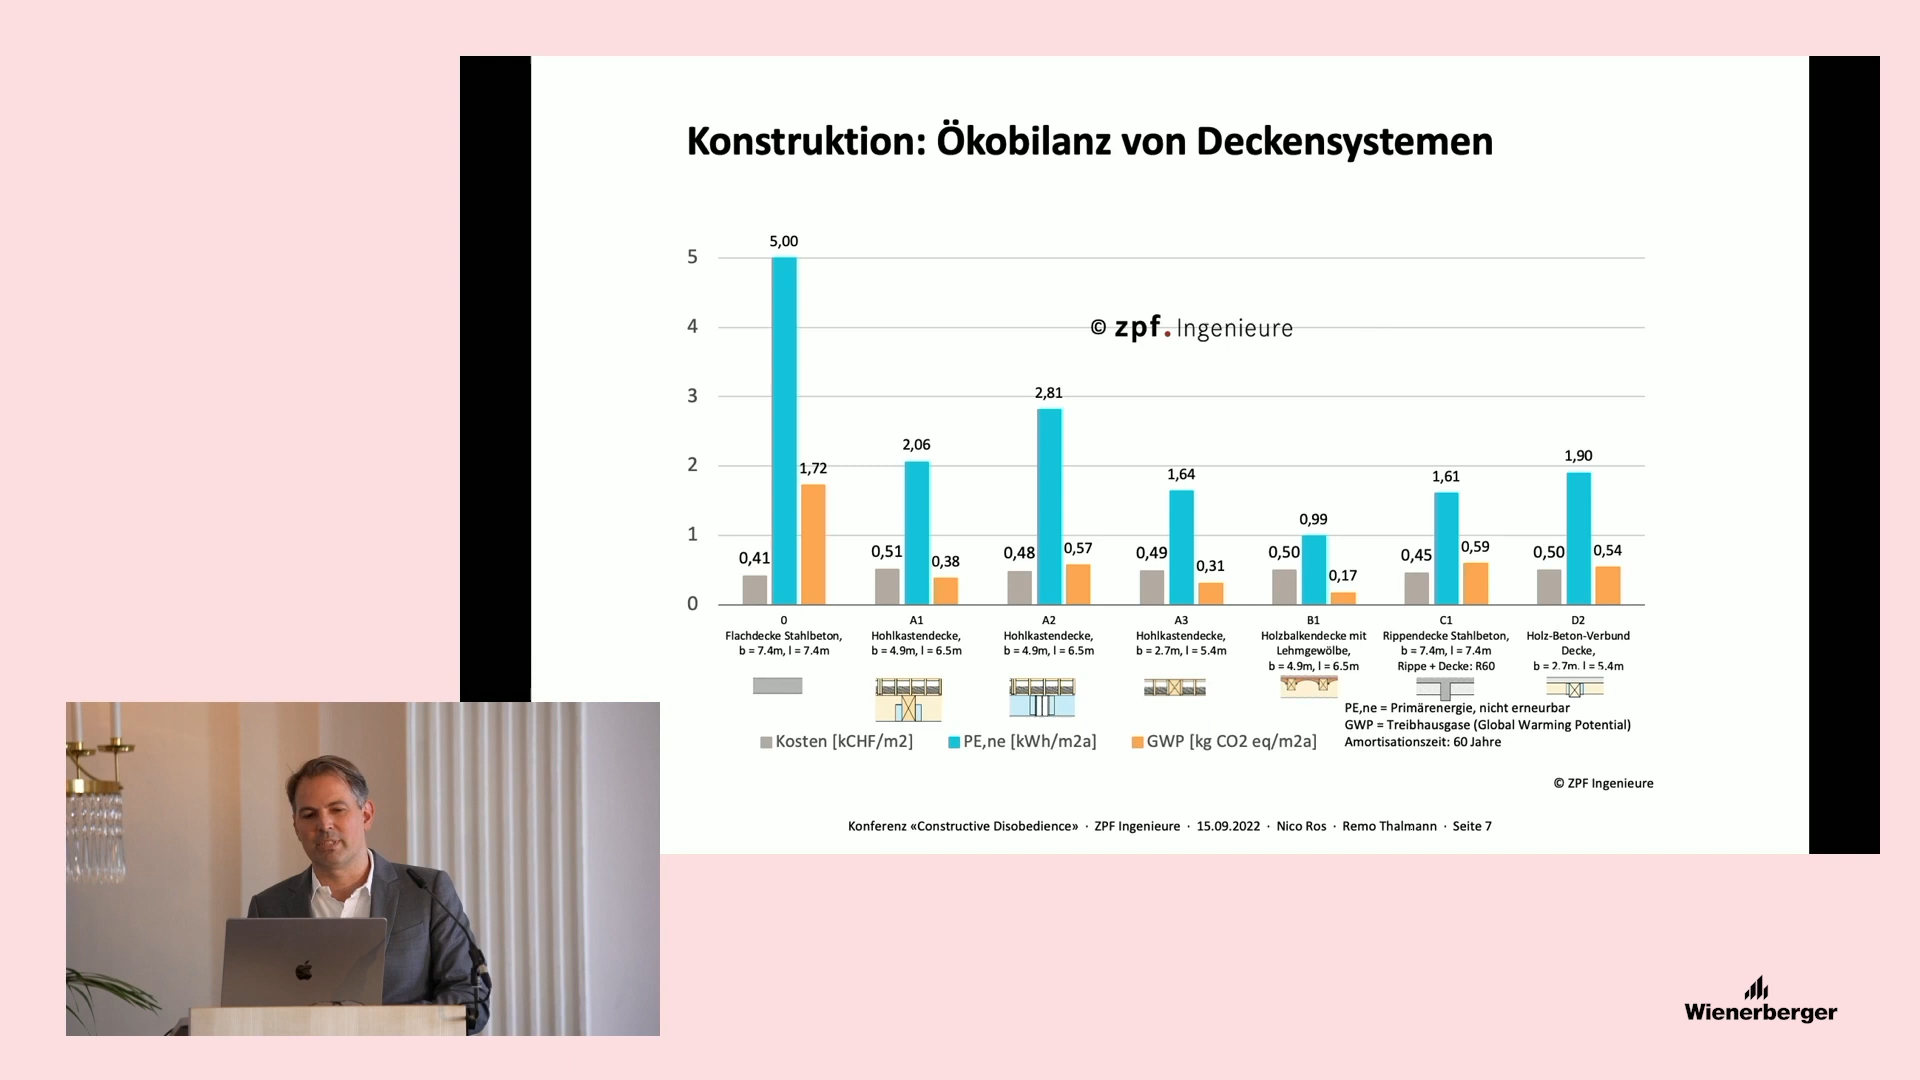 Konstruktion: Ökobilanz von Deckensystemen
5,00
5
© zpf.Ingenieure
4
2,81
3
2,06
1,72
1,64
1,61
1,90
2
0,99
1
0,41
0,51
0,38
0,48
0,57
0,49
0,31
0,50
0,17
0,45
0,59
0,50
0,54
0
0
Flachdecke Stahlbeton,
b = 7.4m, l = 7.4m
A1
Hohlkastendecke,
b = 4.9m, l = 6.5m
A2
Hohlkastendecke,
b = 4.9m, l = 6.5m
A3
Hohlkastendecke,
b = 2.7m, l = 5.4m
B1
Holzbalkendecke mit
Lehmgewölbe,
b = 4.9m, l = 6.5m
C1
Rippendecke Stahlbeton,
b = 7.4m, l = 7.4m
Rippe + Decke: R60
D2
Holz-Beton-Verbund
Decke,
b = 2.7m, l = 5.4m
Kosten [kCHF/m2]
PE,ne [kWh/m2a]
GWP [kg CO2 eq/m2a]
PE,ne = Primärenergie, nicht erneurbar
GWP = Treibhausgase (Global Warming Potential)
Amortisationszeit: 60 Jahre
© ZPF Ingenieure
Konferenz «Constructive Disobedience» · ZPF Ingenieure · 15.09.2022 · Nico Ros · Remo Thalmann · Seite 7
Wienerberger